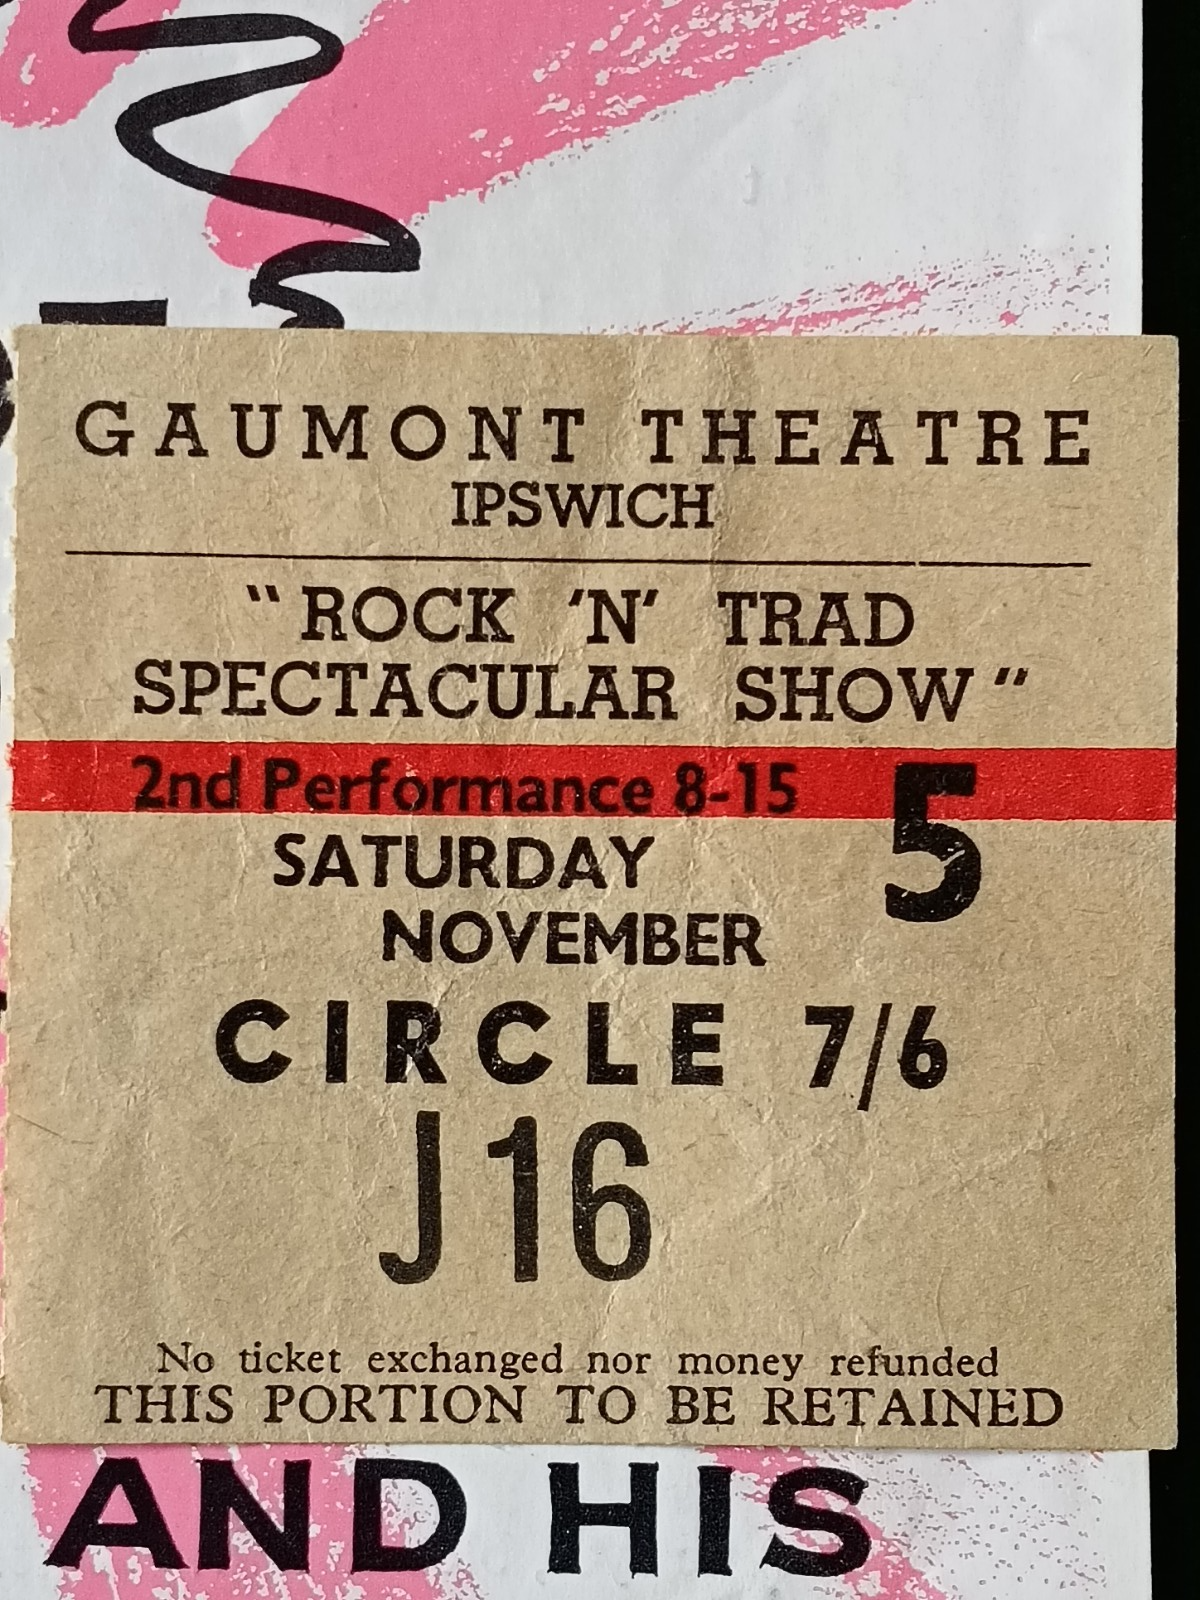 GAUMONT THEATRE
IPSWICH
"ROCK 'N' TRAD
SPECTACULAR SHOW"
2nd Performance 8-15
5
SATURDAY
NOVEMBER
CIRCLE 7/6
J16
No ticket exchanged nor money refunded
THIS PORTION TO BE RETAINED
AND HIS